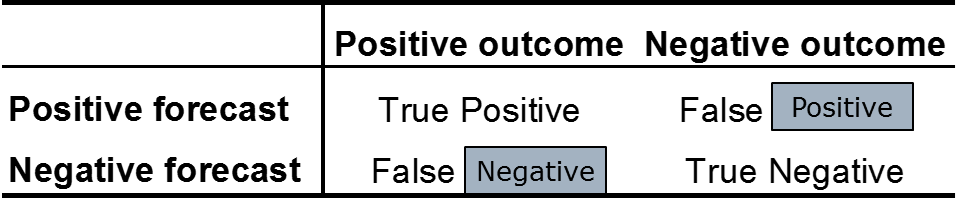 Positive outcome Negative outcome
Positive forecast True Positive False Positive
Negative forecast False Negative True Negative